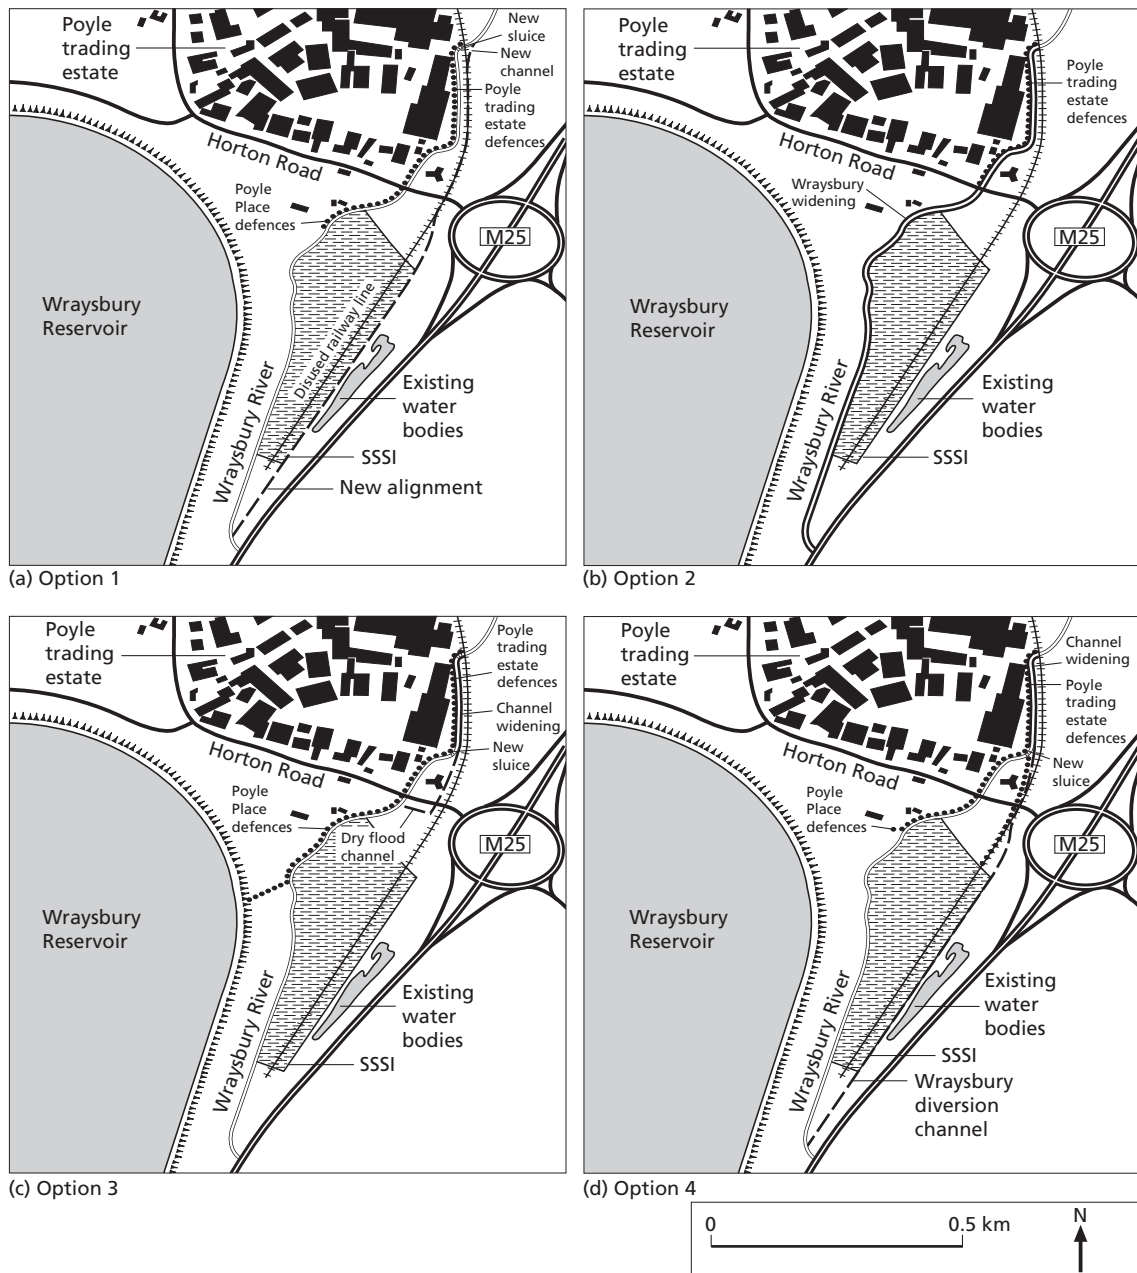 Poyle
trading
estate
New
sluice
New
channel
Poyle
trading
estate
defences
Horton Road
Poyle
Place
defences
M25
Wraysbury
Reservoir
Disused railway line
Wraysbury River
Existing
water
bodies
SSSI
New alignment
(a) Option 1
Poyle
trading
estate
Poyle
trading
estate
defences
Horton Road
Wraysbury
widening
M25
Wraysbury
Reservoir
Wraysbury River
Existing
water
bodies
SSSI
(b) Option 2
Poyle
trading
estate
Poyle
trading
estate
defences
Channel
widening
New
sluice
Horton Road
Poyle
Place
defences
Dry flood
channel
M25
Wraysbury
Reservoir
Wraysbury River
Existing
water
bodies
SSSI
(c) Option 3
Poyle
trading
estate
Channel
widening
Poyle
trading
estate
defences
New
sluice
Horton Road
Poyle
Place
defences
M25
Wraysbury
Reservoir
Wraysbury River
Existing
water
bodies
SSSI
Wraysbury
diversion
channel
(d) Option 4
0 0.5 km
N